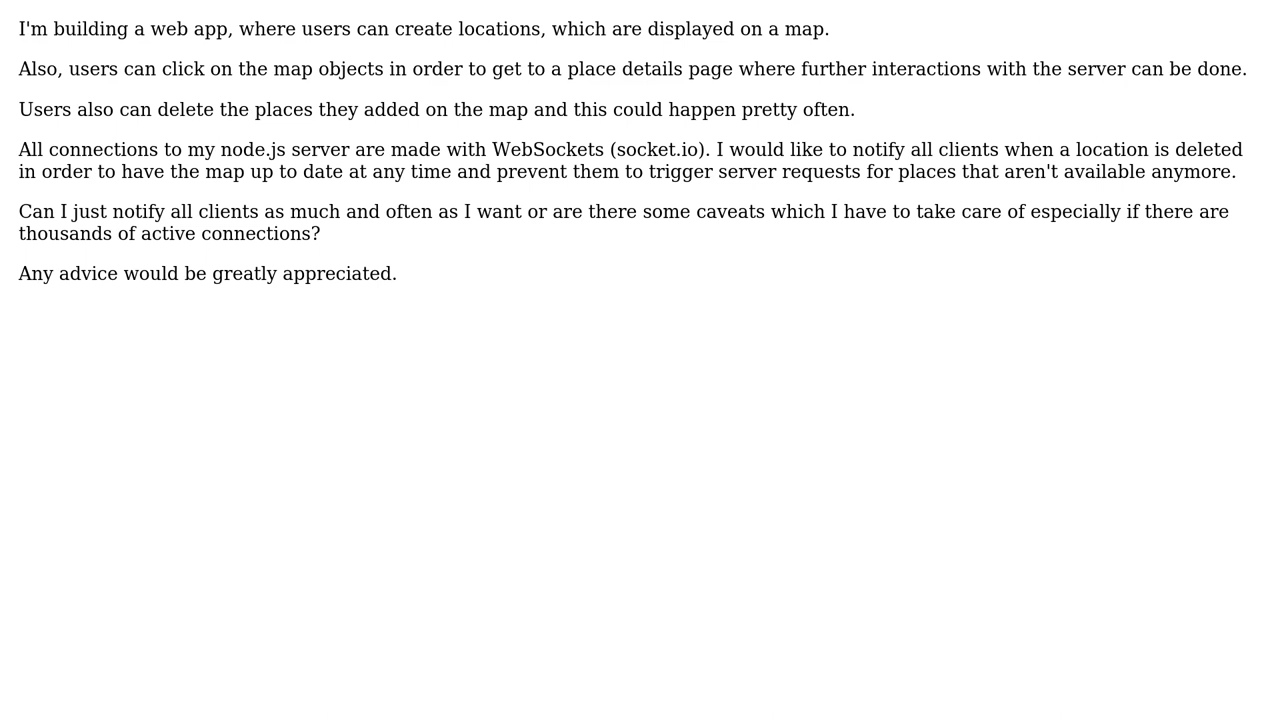 I'm building a web app, where users can create locations, which are displayed on a map.
Also, users can click on the map objects in order to get to a place details page where further interactions with the server can be done.
Users also can delete the places they added on the map and this could happen pretty often.
All connections to my node.js server are made with WebSockets (socket.io). I would like to notify all clients when a location is deleted
in order to have the map up to date at any time and prevent them to trigger server requests for places that aren't available anymore.
Can I just notify all clients as much and often as I want or are there some caveats which I have to take care of especially if there are
thousands of active connections?
Any advice would be greatly appreciated.